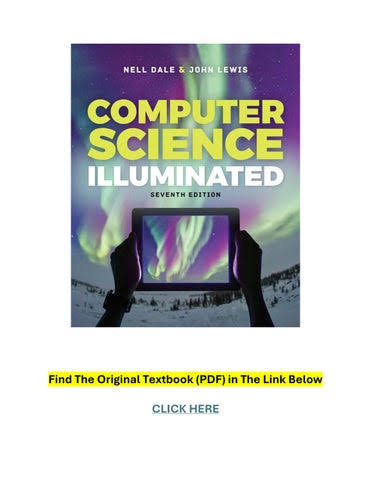 NELL DALE & JOHN LEWIS
COMPUTER
SCIENCE
ILLUMINATED
SEVENTH EDITION
Find The Original Textbook (PDF) in The Link Below
CLICK HERE